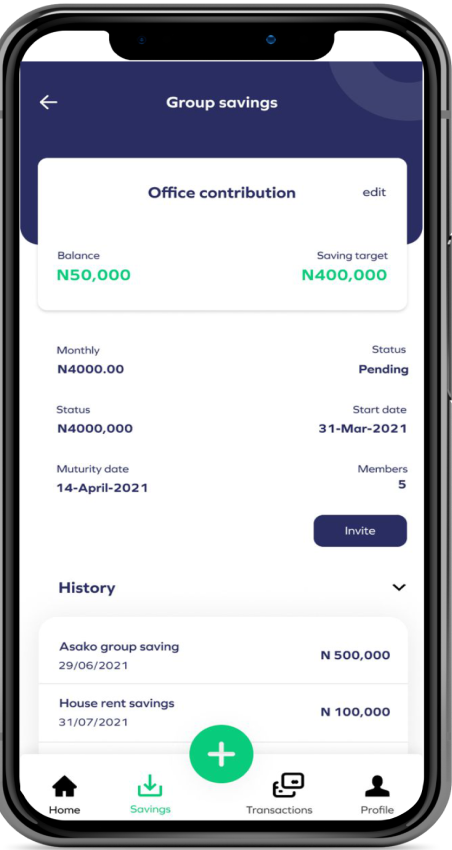 Group savings
Office contribution edit
Balance Saving target
N50,000 N400,000
Monthly Status
N4000.00 Pending
Status Start date
N4000,000 31-Mar-2021
Muturity date Members
14-April-2021 5
Invite
History
Asako group saving
29/06/2021 N 500,000
House rent savings
31/07/2021 N 100,000
Home Savings Transactions Profile